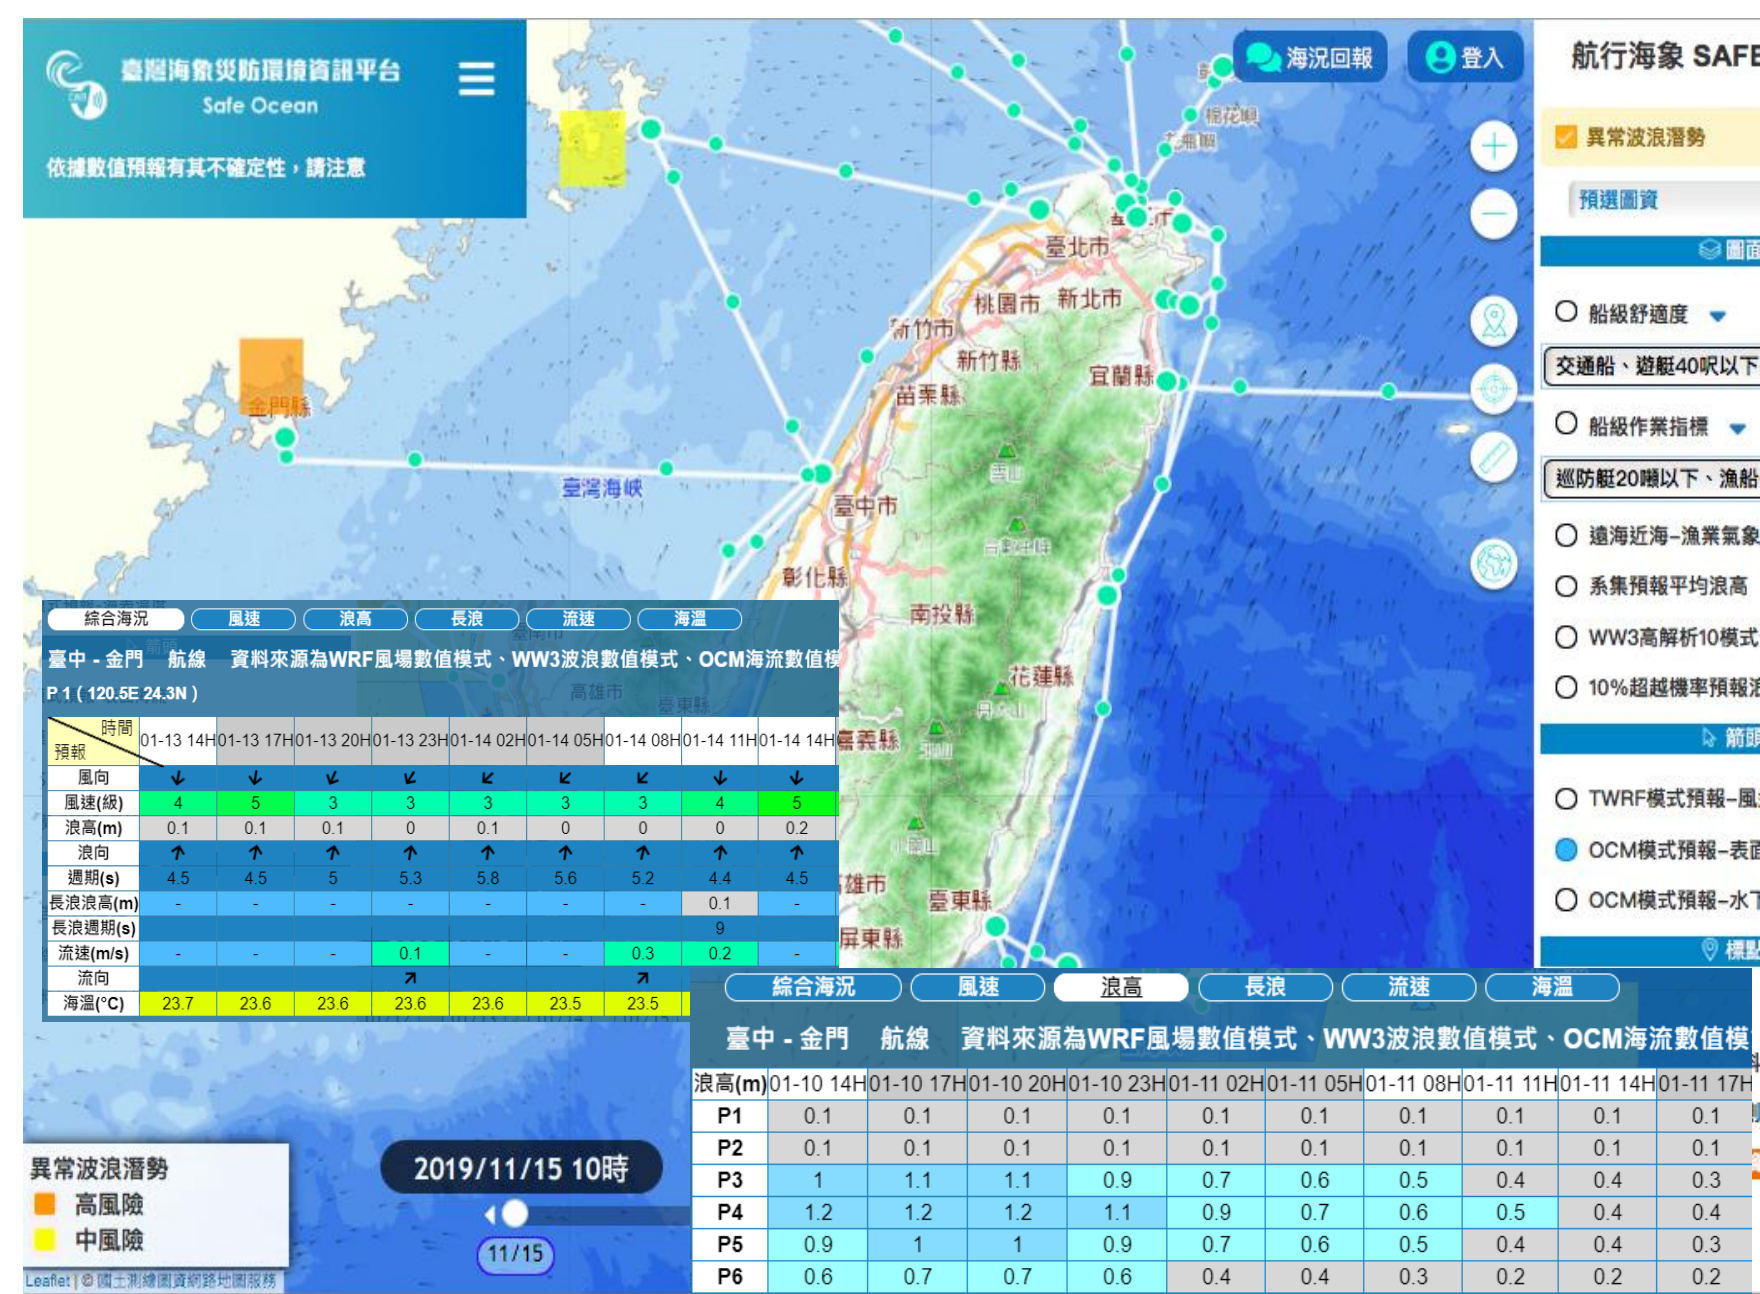 臺灣海象災防環境資訊平台
Safe Ocean
依據數值預報有其不確定性，請注意
海況回報
登入
棉花嶼
臺北市
桃園市
新北市
新竹市
新竹縣
宜蘭縣
苗栗縣
金門縣
雪山
臺灣海峽
臺中市
彰化縣
南投縣
花蓮縣
嘉義縣
臺東縣
屏東縣
航行海象 SAFE
異常波浪潛勢
預選圖資
圖面
船級舒適度
交通船、遊艇40呎以下
船級作業指標
巡防艇20噸以下、漁船
遠海近海–漁業氣象
系集預報平均浪高
WW3高解析10模式
10%超越機率預報浪
箭頭
TWRF模式預報–風
OCM模式預報–表面
OCM模式預報–水下
標點
綜合海況 風速 浪高 長浪 流速 海溫
臺中 - 金門 航線 資料來源為WRF風場數值模式、WW3波浪數值模式、OCM海流數值模
P 1 ( 120.5E 24.3N )
高雄市
時間
預報 01-13 14H 01-13 17H 01-13 20H 01-13 23H 01-14 02H 01-14 05H 01-14 08H 01-14 11H 01-14 14H
風向
風速(級) 4 5 3 3 3 3 3 4 5
浪高(m) 0.1 0.1 0.1 0 0.1 0 0 0 0.2
浪向
週期(s) 4.5 4.5 5 5.3 5.8 5.6 5.2 4.4 4.5
長浪浪高(m) - - - - - - - 0.1 -
長浪週期(s) 9
流速(m/s) - - - 0.1 - - 0.3 0.2
流向
海溫(°C) 23.7 23.6 23.6 23.6 23.6 23.5 23.5
綜合海況 風速 浪高 長浪 流速 海溫
臺中 - 金門 航線 資料來源為WRF風場數值模式、WW3波浪數值模式、OCM海流數值模
浪高(m) 01-10 14H 01-10 17H 01-10 20H 01-10 23H 01-11 02H 01-11 05H 01-11 08H 01-11 11H 01-11 14H 01-11 17H
P1 0.1 0.1 0.1 0.1 0.1 0.1 0.1 0.1 0.1 0.1
P2 0.1 0.1 0.1 0.1 0.1 0.1 0.1 0.1 0.1 0.1
P3 1 1.1 1.1 0.9 0.7 0.6 0.5 0.4 0.4 0.3
P4 1.2 1.2 1.2 1.1 0.9 0.7 0.6 0.5 0.4 0.4
P5 0.9 1 1 0.9 0.7 0.6 0.5 0.4 0.4 0.3
P6 0.6 0.7 0.7 0.6 0.4 0.4 0.3 0.2 0.2 0.2
異常波浪潛勢
高風險
中風險
2019/11/15 10時
11/15
Leaflet | © 國土測繪圖資網路地圖服務